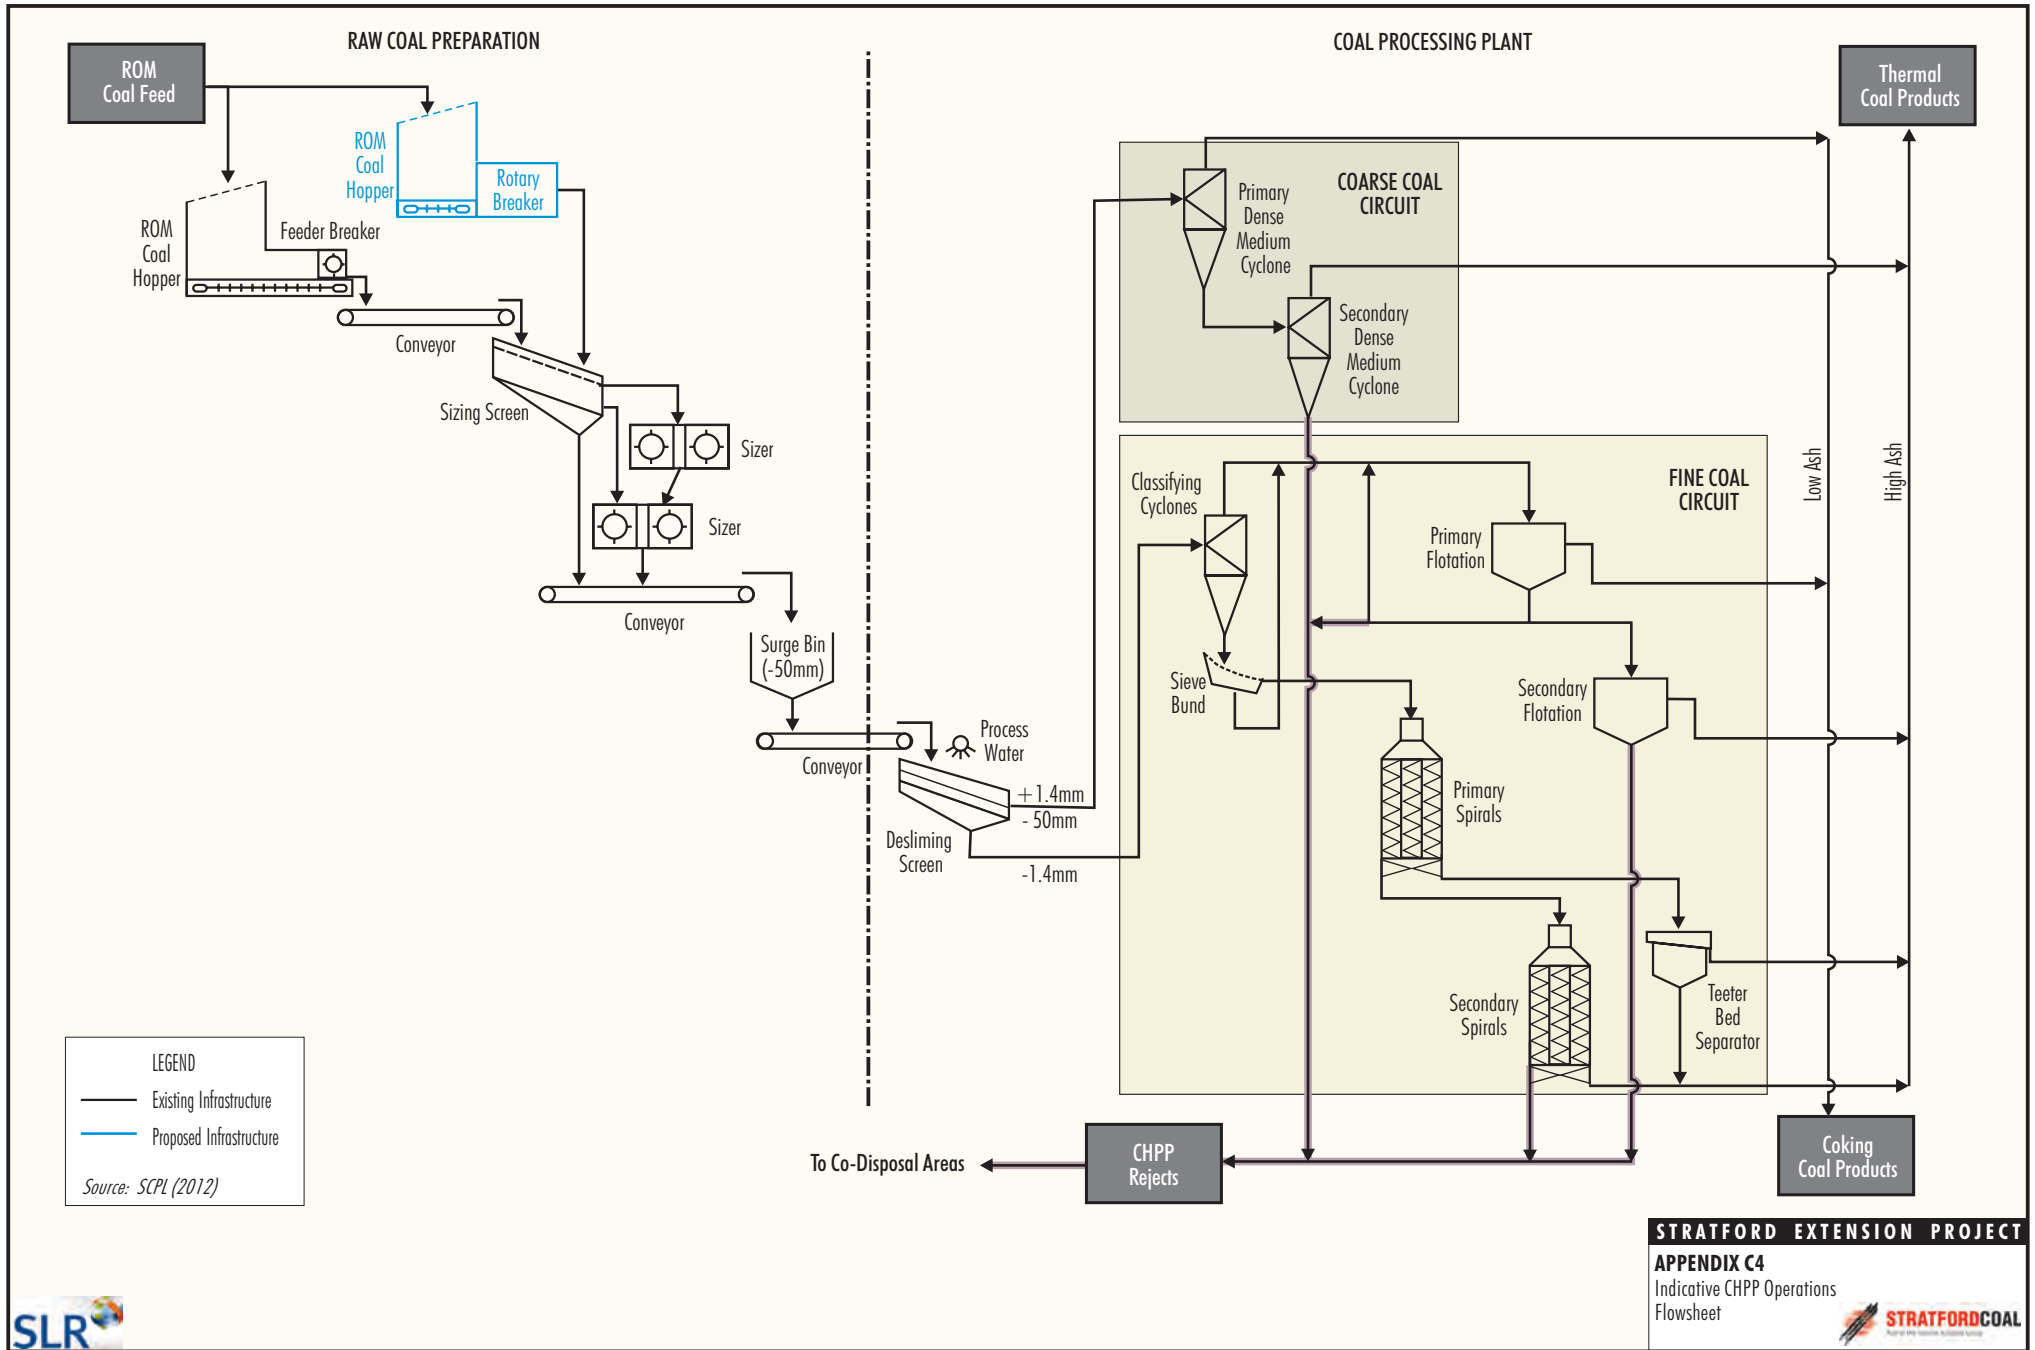 RAW COAL PREPARATION
COAL PROCESSING PLANT
ROM
Coal Feed
Thermal
Coal Products
ROM
Coal
Hopper
Rotary
Breaker
ROM
Coal
Hopper
Feeder Breaker
Conveyor
Sizing Screen
Sizer
Sizer
Conveyor
Surge Bin
(-50mm)
Conveyor
Process
Water
Desliming
Screen
+1.4mm
- 50mm
-1.4mm
COARSE COAL
CIRCUIT
Primary
Dense
Medium
Cyclone
Secondary
Dense
Medium
Cyclone
FINE COAL
CIRCUIT
Classifying
Cyclones
Sieve
Bund
Primary
Flotation
Secondary
Flotation
Primary
Spirals
Secondary
Spirals
Teeter
Bed
Separator
Low Ash
High Ash
LEGEND
Existing Infrastructure
Proposed Infrastructure
Source: SCPL (2012)
To Co-Disposal Areas
CHPP
Rejects
Coking
Coal Products
STRATFORD EXTENSION PROJECT
APPENDIX C4
Indicative CHPP Operations
Flowsheet
SLR
STRATFORDCOAL